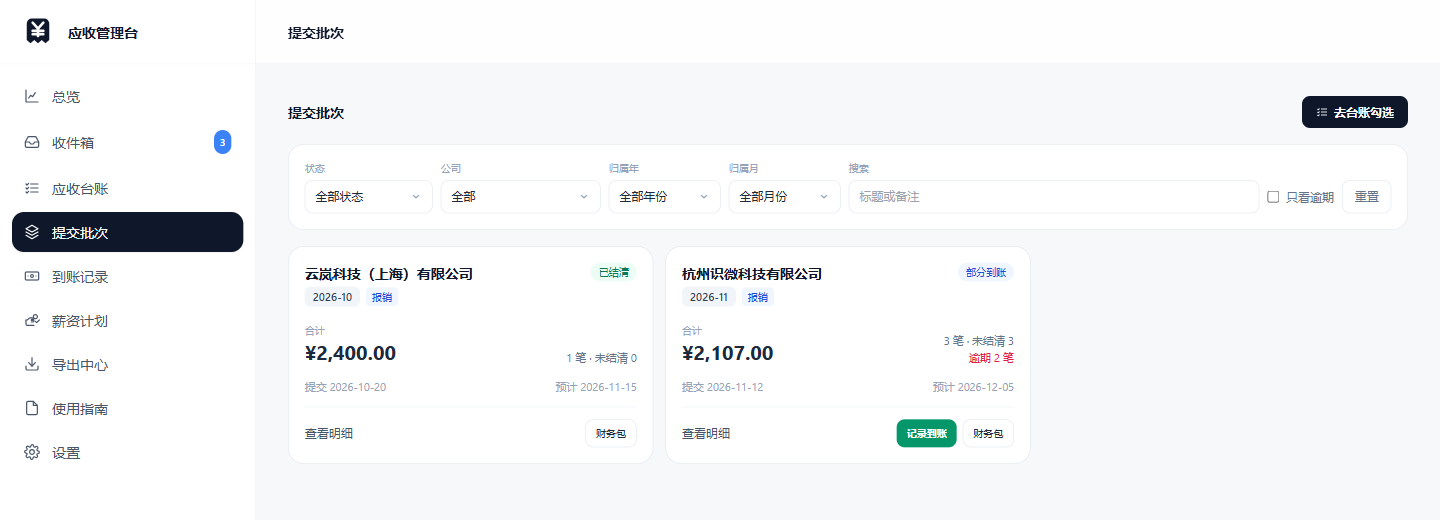 应收管理台
提交批次
总览
收件箱
3
应收台账
提交批次
到账记录
薪资计划
导出中心
使用指南
设置
提交批次
去台账勾选
状态 公司 归属年 归属月 搜索
全部状态 全部 全部年份 全部月份 标题或备注 只看逾期 重置
云岚科技（上海）有限公司 已结清
2026-10 报销
合计
¥2,400.00 1 笔 · 未结清 0
提交 2026-10-20 预计 2026-11-15
查看明细 财务包
杭州识微科技有限公司 部分到账
2026-11 报销
合计
3 笔 · 未结清 3
¥2,107.00 逾期 2 笔
提交 2026-11-12 预计 2026-12-05
查看明细 记录到账 财务包